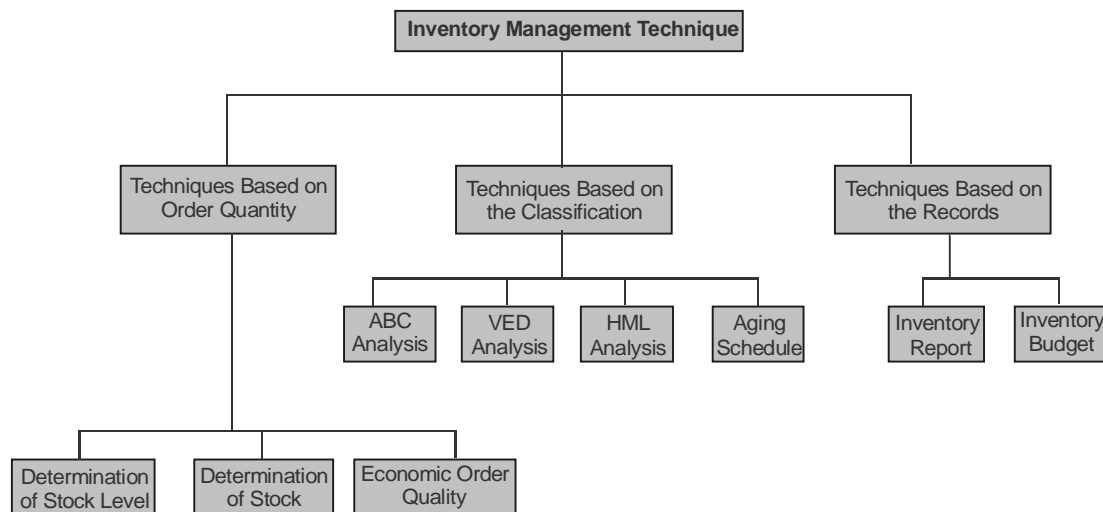 Inventory Management Technique
Techniques Based on
Order Quantity
Techniques Based on
the Classification
Techniques Based on
the Records
ABC
Analysis
VED
Analysis
HML
Analysis
Aging
Schedule
Inventory
Report
Inventory
Budget
Determination
of Stock Level
Determination
of Stock
Economic Order
Quality